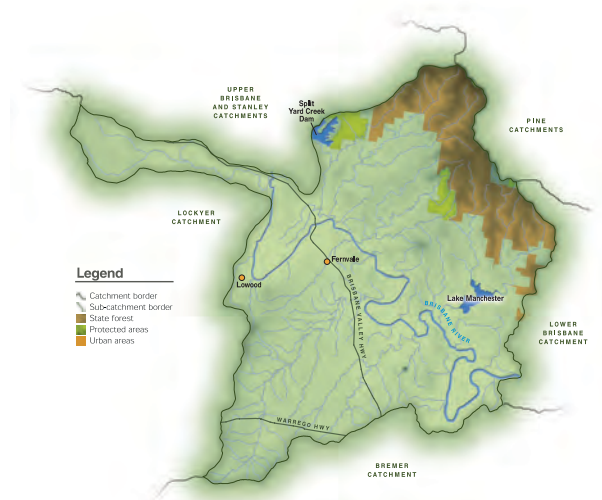 UPPER
BRISBANE
AND STANLEY
CATCHMENTS
Split
Yard Creek
Dam
PINE
CATCHMENTS
LOCKYER
CATCHMENT
Fernvale
Lowood
Legend
Catchment border
Sub-catchment border
State forest
Protected areas
Urban areas
BRISBANE VALLEY HWY
Lake Manchester
BRISBANE RIVER
LOWER
BRISBANE
CATCHMENT
WARREGO HWY
BREMER
CATCHMENT